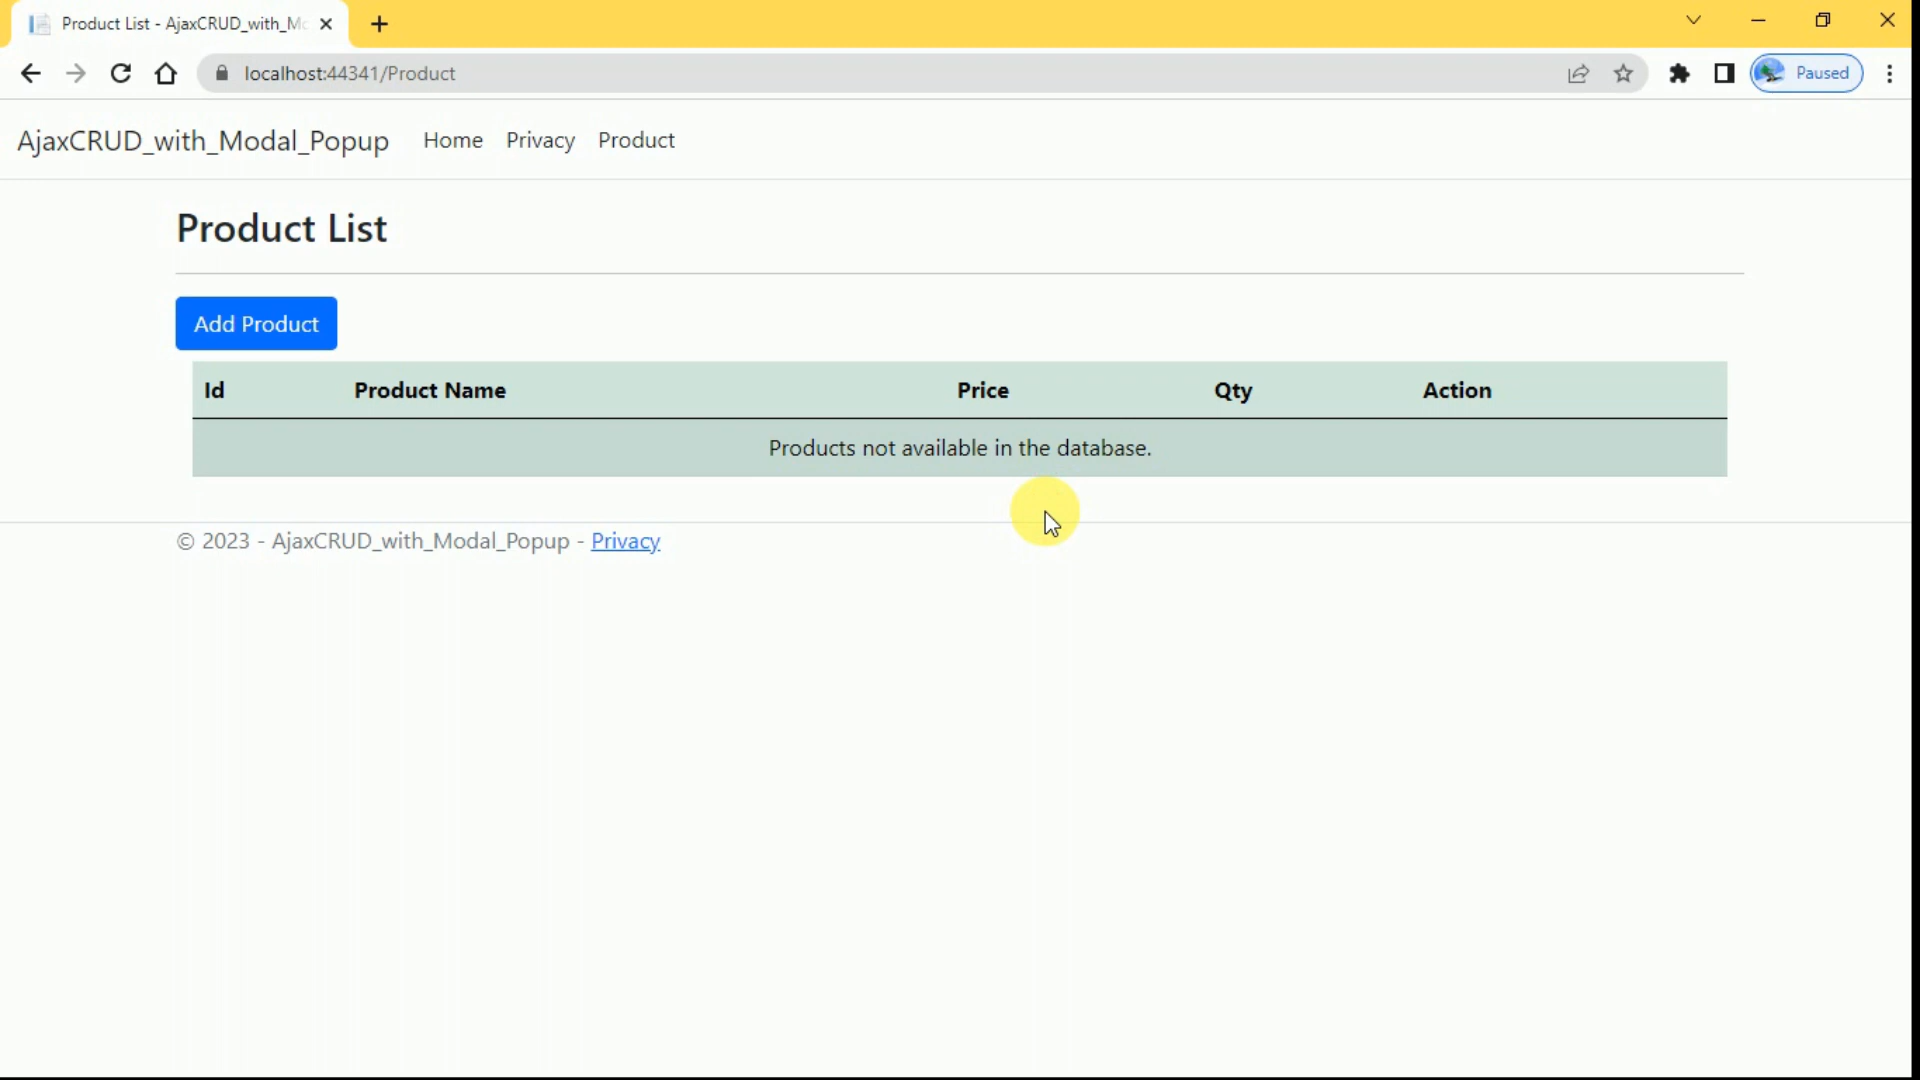 Product List - AjaxCRUD_with_Mo
localhost:44341/Product
Paused
AjaxCRUD_with_Modal_Popup Home Privacy Product
Product List
Add Product
Id Product Name Price Qty Action
Products not available in the database.
© 2023 - AjaxCRUD_with_Modal_Popup - Privacy